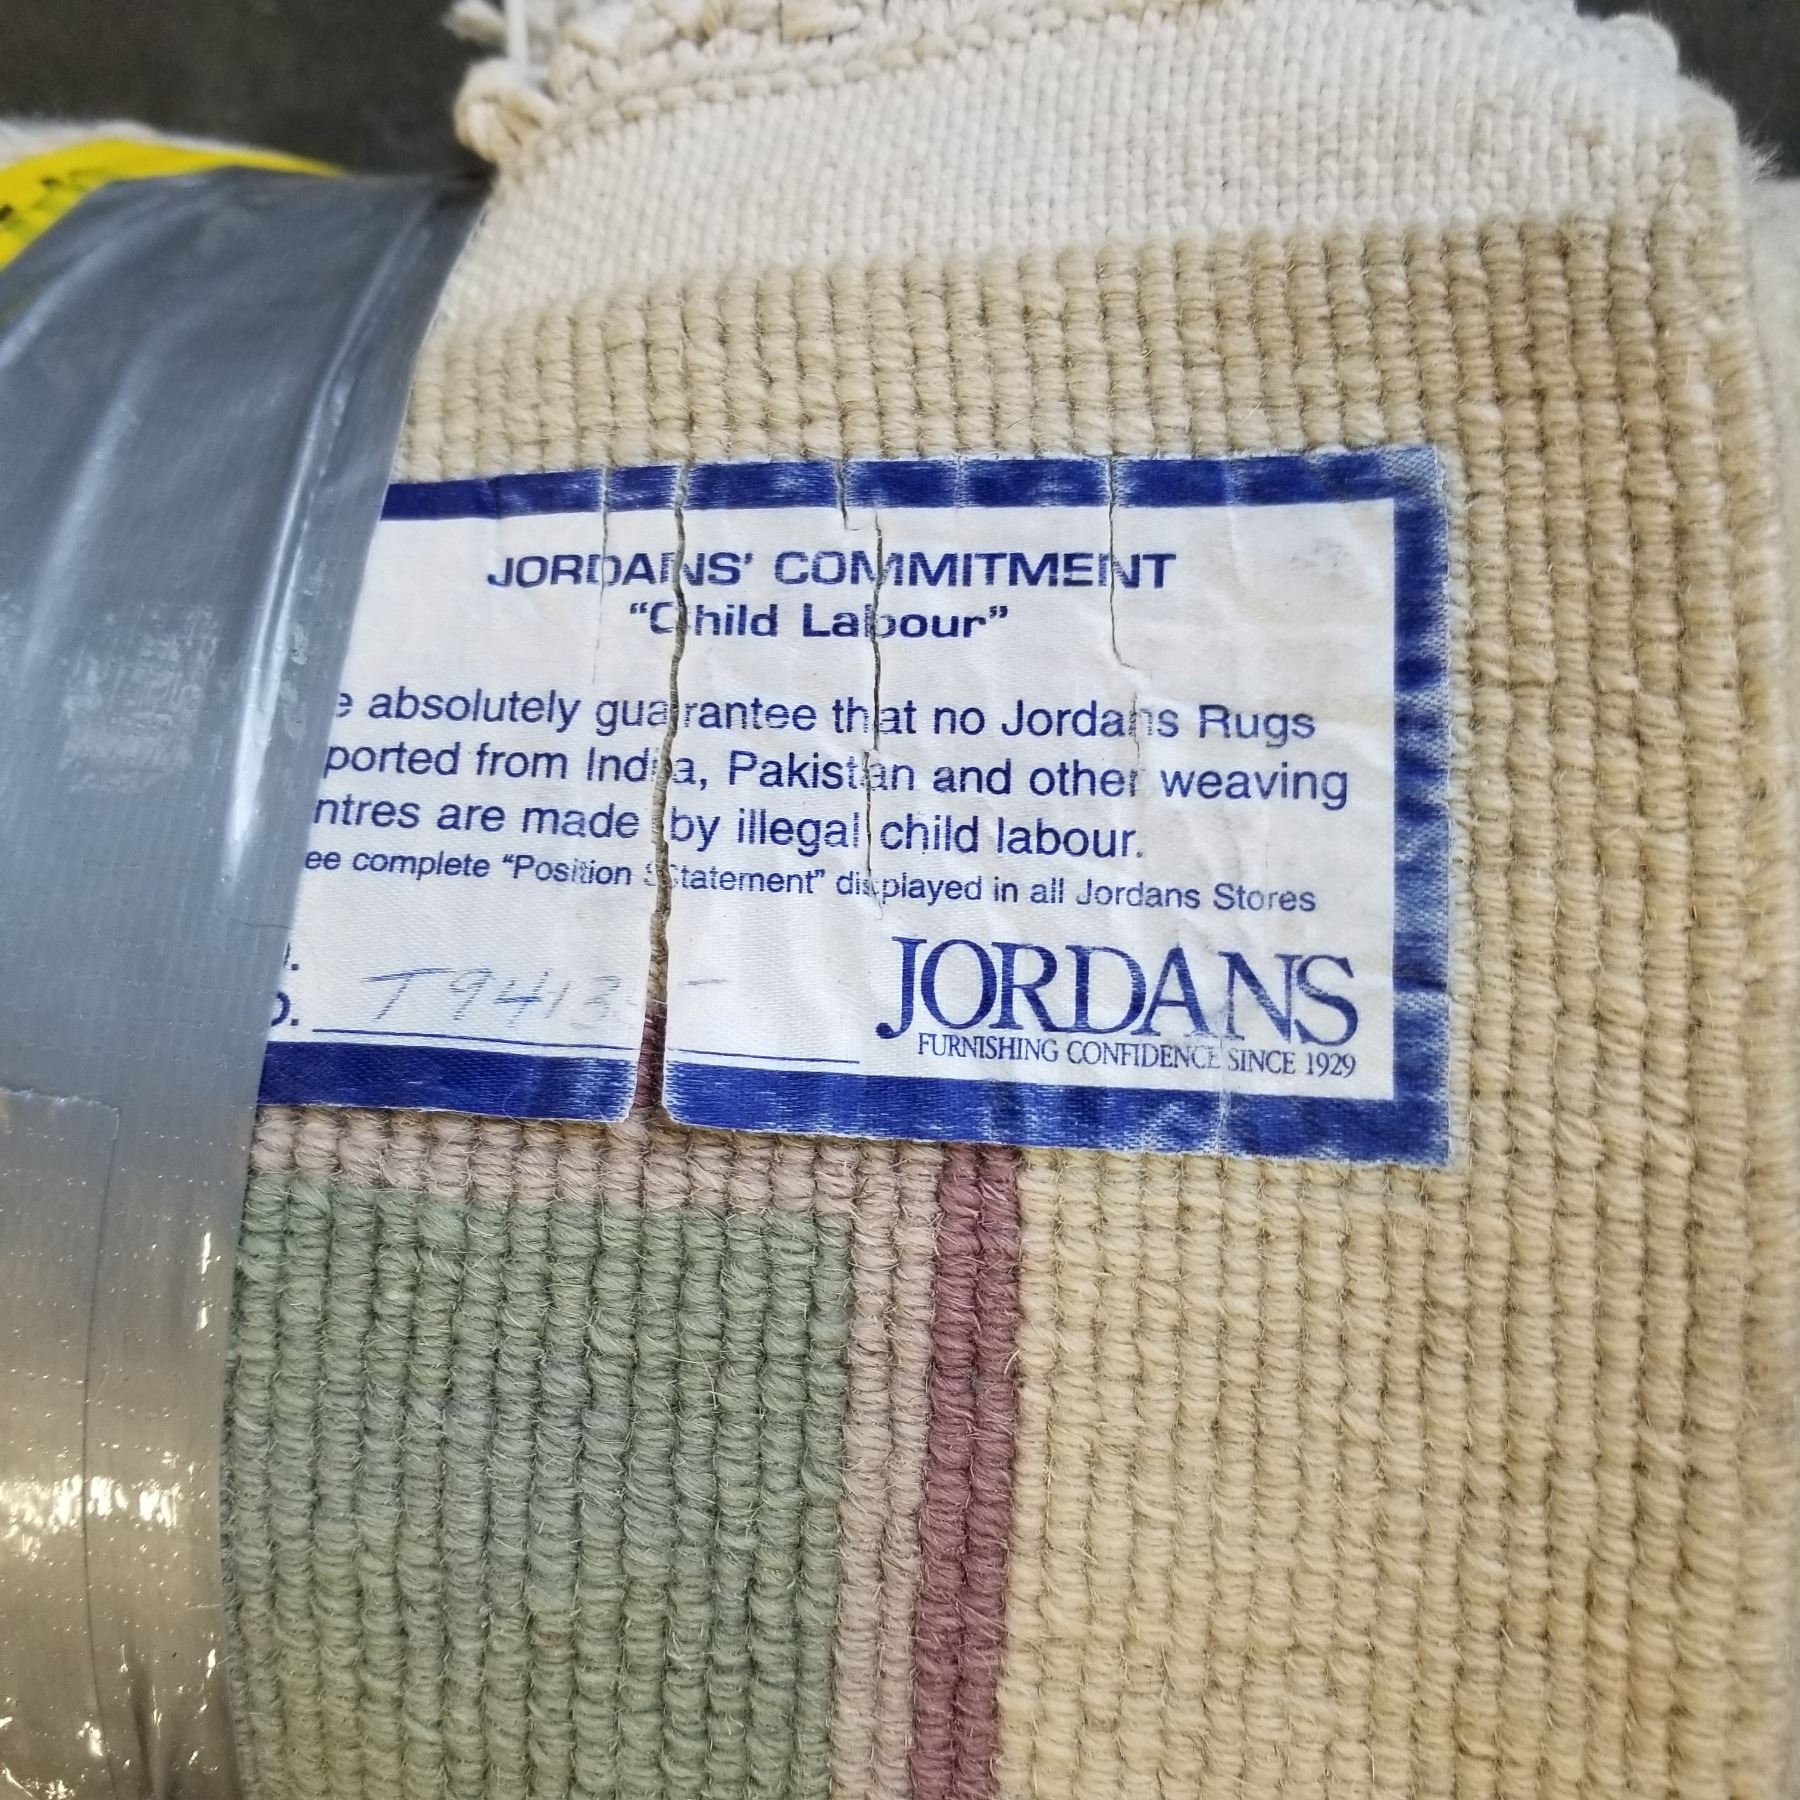 JORDANS' COMMITMENT
“Child Labour”
absolutely guarantee that no Jordans Rugs
ported from India, Pakistan and other weaving
ntres are made by illegal child labour.
ee complete “Position Statement” displayed in all Jordans Stores
JORDANS
FURNISHING CONFIDENCE SINCE 1929